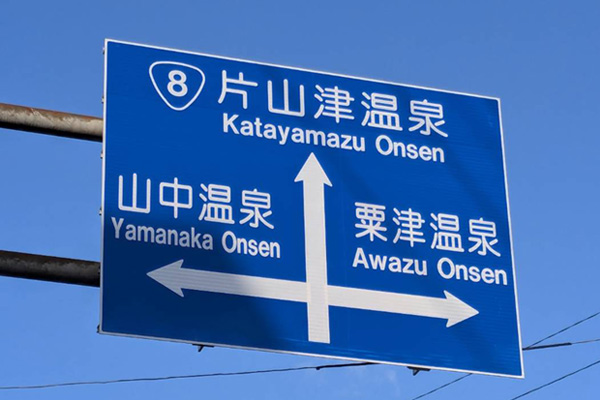 8 片山津温泉
Katayamazu Onsen
山中温泉
Yamanaka Onsen
粟津温泉
Awazu Onsen